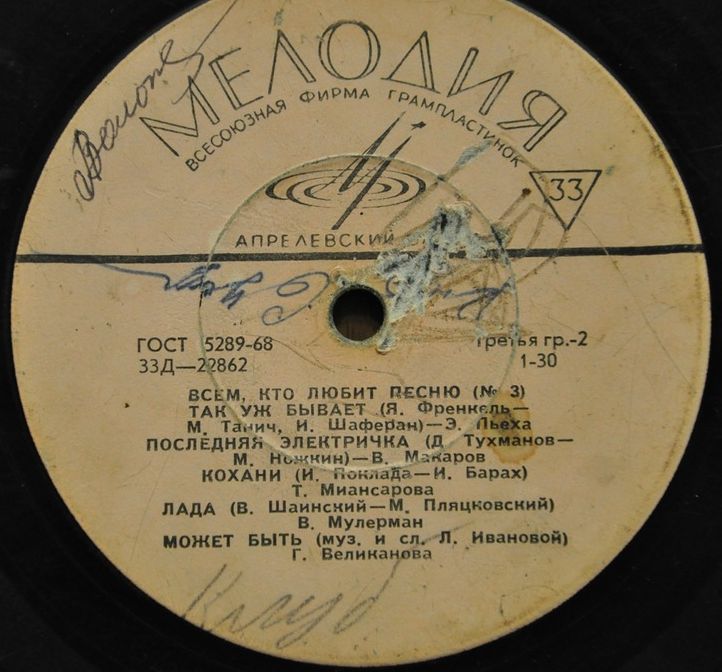 МЕЛОДИЯ
ВСЕСОЮЗНАЯ ФИРМА ГРАМПЛАСТИНОК
33
АПРЕЛЕВСКИЙ
ГОСТ 5289-68
Третья гр.-2
33Д—22862
1-30
ВСЕМ, КТО ЛЮБИТ ПЕСНЮ (№ 3)
ТАК УЖ БЫВАЕТ (Я. Френкель—
М. Танич, И. Шаферан)—Э. Пьеха
ПОСЛЕДНЯЯ ЭЛЕКТРИЧКА (Д. Тухманов—
М. Ножкин)—В. Макаров
КОХАНИ (И. Поклада—И. Барах)
Т. Миансарова
ЛАДА (В. Шаинский—М. Пляцковский)
В. Мулерман
МОЖЕТ БЫТЬ (муз. и сл. Л. Ивановой)
Г. Великанова
Клуб